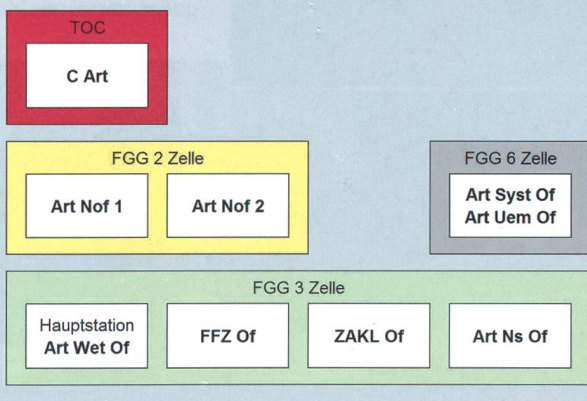 TOC
C Art
FGG 2 Zelle
Art Nof 1
Art Nof 2
FGG 6 Zelle
Art Syst Of
Art Uem Of
FGG 3 Zelle
Hauptstation
Art Wet Of
FFZ Of
ZAKL Of
Art Ns Of